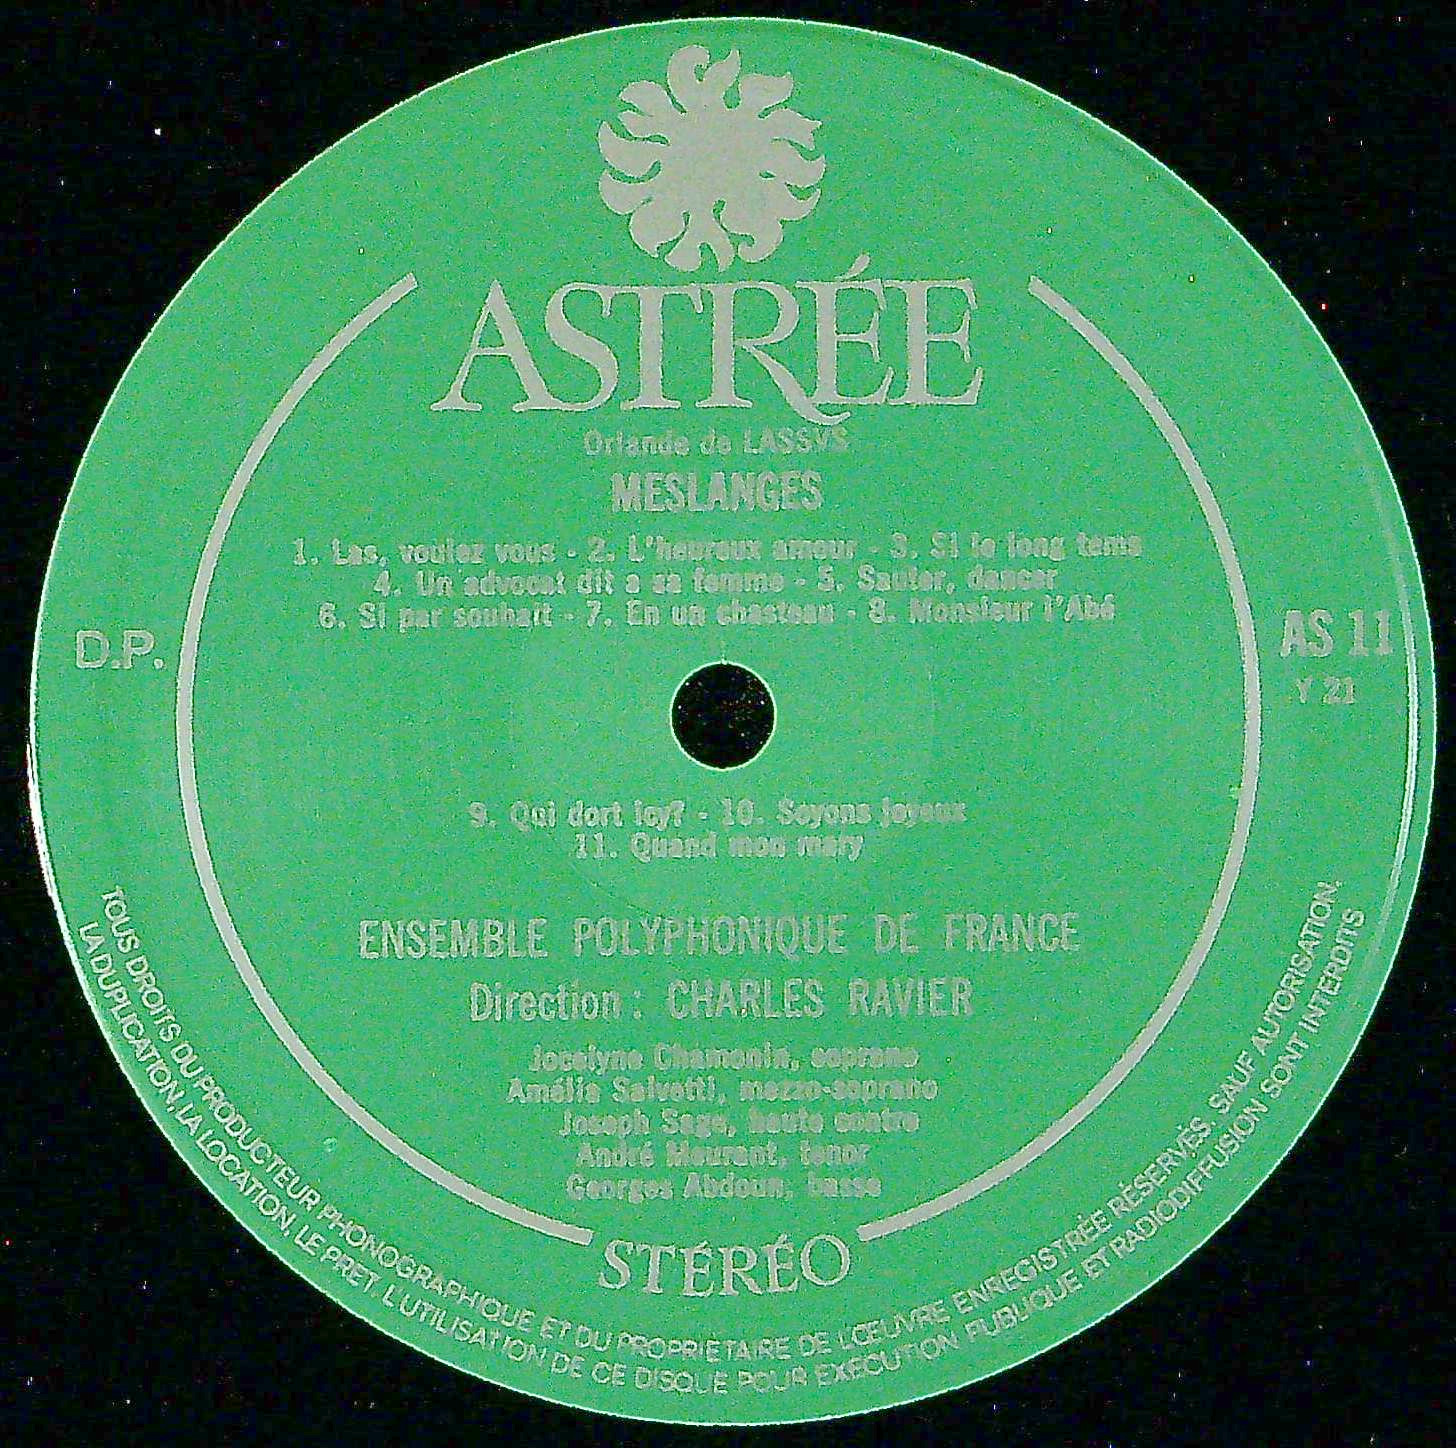 ASTRÉE
Orlande de LASSVS
MESLANGES
1. Las, voulez vous - 2. L'heureux amour - 3. Si le long tems
4. Un advocat dit a sa femme - 5. Sauter, dancer
6. Si par souhait - 7. En un chasteau - 8. Monsieur l'Abé
D.P.
AS 11
Y 21
9. Qui dort icy? - 10. Soyons joyeux
11. Quand mon mary
ENSEMBLE POLYPHONIQUE DE FRANCE
Direction : CHARLES RAVIER
Jocelyne Chamonin, soprano
Amélia Salvetti, mezzo-soprano
Joseph Sage, haute contre
André Meurant, tenor
Georges Abdoun, basse
STÉRÉO
TOUS DROITS DU PRODUCTEUR PHONOGRAPHIQUE ET DU PROPRIETAIRE DE L'ŒUVRE ENREGISTRÉE RÉSERVÉS. SAUF AUTORISATION.
LA DUPLICATION, LA LOCATION, LE PRET, L'UTILISATION DE CE DISQUE POUR EXECUTION PUBLIQUE ET RADIODIFFUSION SONT INTERDITS